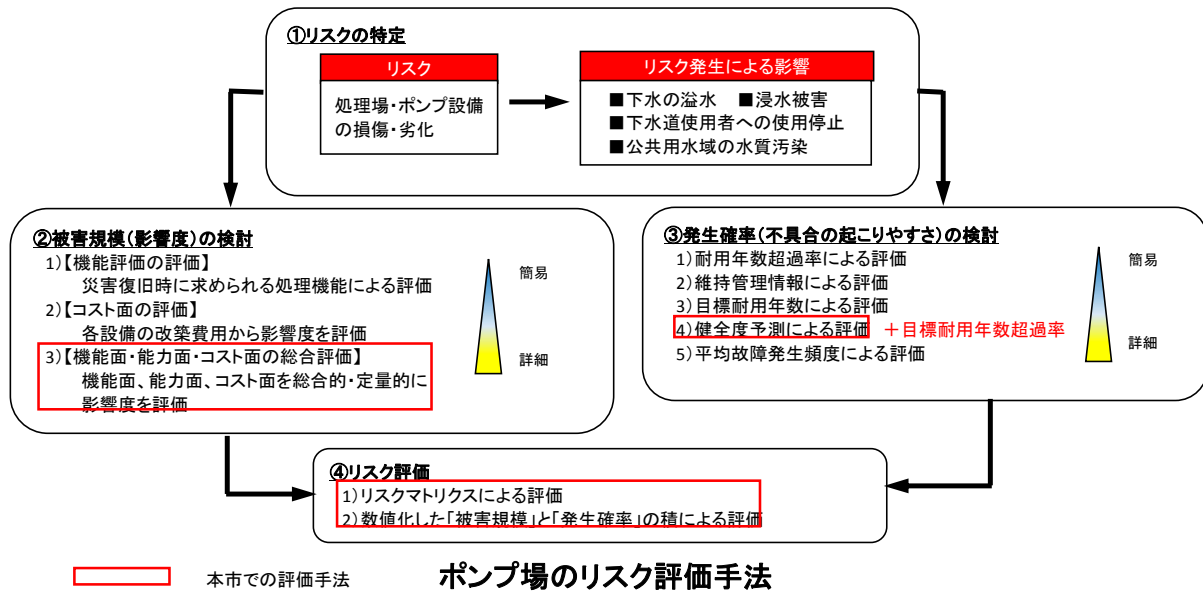 ①リスクの特定
リスク
処理場・ポンプ設備
の損傷・劣化
リスク発生による影響
■下水の溢水　■浸水被害
■下水道使用者への使用停止
■公共用水域の水質汚染
②被害規模(影響度)の検討
1)【機能評価の評価】
災害復旧時に求められる処理機能による評価
2)【コスト面の評価】
各設備の改築費用から影響度を評価
3)【機能面・能力面・コスト面の総合評価】
機能面、能力面、コスト面を総合的・定量的に
影響度を評価
簡易
詳細
③発生確率(不具合の起こりやすさ)の検討
1)耐用年数超過率による評価
2)維持管理情報による評価
3)目標耐用年数による評価
4)健全度予測による評価　＋目標耐用年数超過率
5)平均故障発生頻度による評価
簡易
詳細
④リスク評価
1)リスクマトリクスによる評価
2)数値化した「被害規模」と「発生確率」の積による評価
本市での評価手法
ポンプ場のリスク評価手法